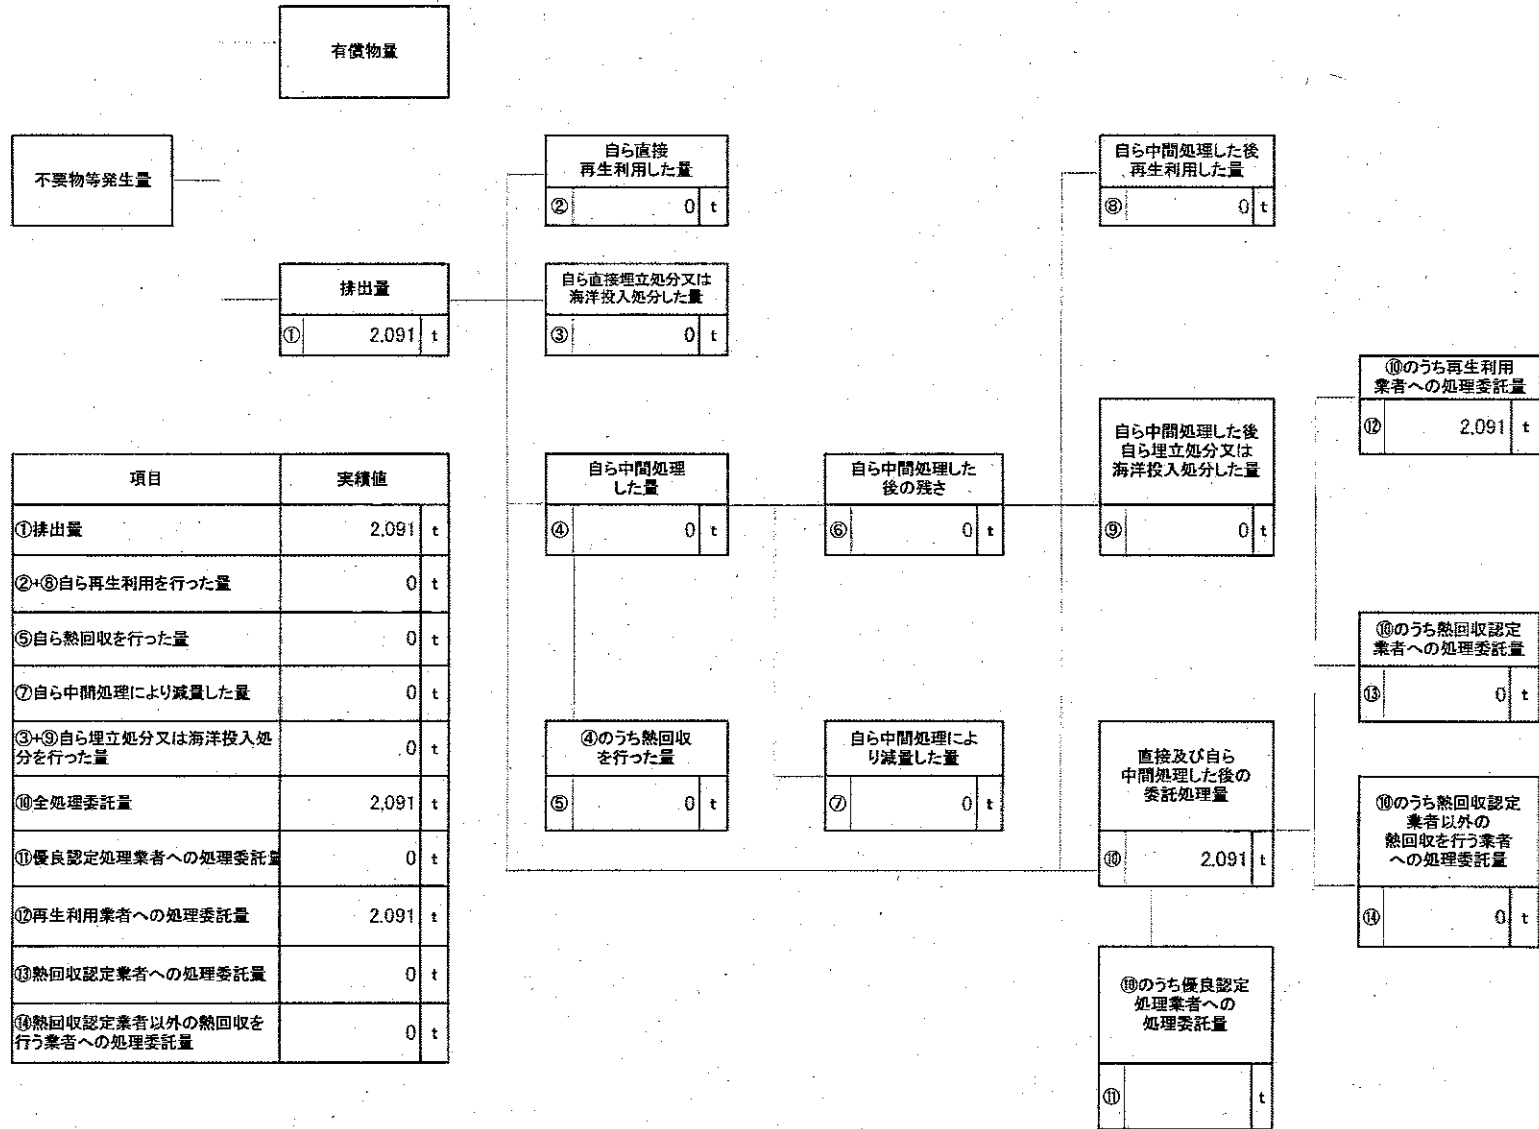 有償物量
不要物等発生量
自ら直接
再生利用した量
② 0 t
自ら中間処理した後
再生利用した量
⑧ 0 t
排出量
① 2,091 t
自ら直接埋立処分又は
海洋投入処分した量
③ 0 t
⑩のうち再生利用
業者への処理委託量
⑫ 2,091 t
自ら中間処理
した量
④ 0 t
自ら中間処理した
後の残さ
⑥ 0 t
自ら中間処理した後
自ら埋立処分又は
海洋投入処分した量
⑨ 0 t
⑩のうち熱回収認定
業者への処理委託量
⑬ 0 t
④のうち熱回収
を行った量
⑤ 0 t
自ら中間処理によ
り減量した量
⑦ 0 t
直接及び自ら
中間処理した後の
委託処理量
⑩ 2,091 t
⑩のうち熱回収認定
業者以外の
熱回収を行う業者
への処理委託量
⑭ 0 t
⑩のうち優良認定
処理業者への
処理委託量
⑪ t
項目 実績値
①排出量 2,091 t
②+⑧自ら再生利用を行った量 0 t
⑤自ら熱回収を行った量 0 t
⑦自ら中間処理により減量した量 0 t
③+⑨自ら埋立処分又は海洋投入処
分を行った量 0 t
⑩全処理委託量 2,091 t
⑪優良認定処理業者への処理委託量 0 t
⑫再生利用業者への処理委託量 2,091 t
⑬熱回収認定業者への処理委託量 0 t
⑭熱回収認定業者以外の熱回収を
行う業者への処理委託量 0 t